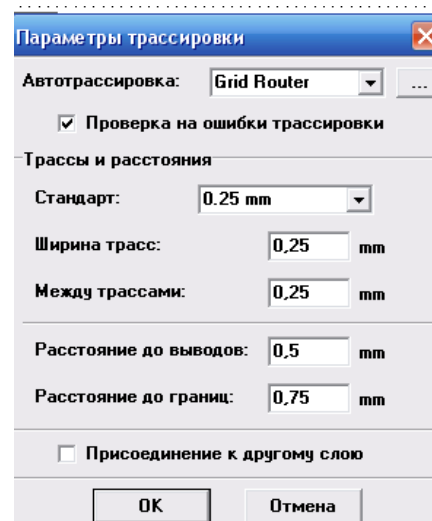 Параметры трассировки
Автотрассировка: Grid Router ...
Проверка на ошибки трассировки
Трассы и расстояния
Стандарт: 0.25 mm
Ширина трасс: 0,25 mm
Между трассами: 0,25 mm
Расстояние до выводов: 0,5 mm
Расстояние до границ: 0,75 mm
Присоединение к другому слою
OK Отмена